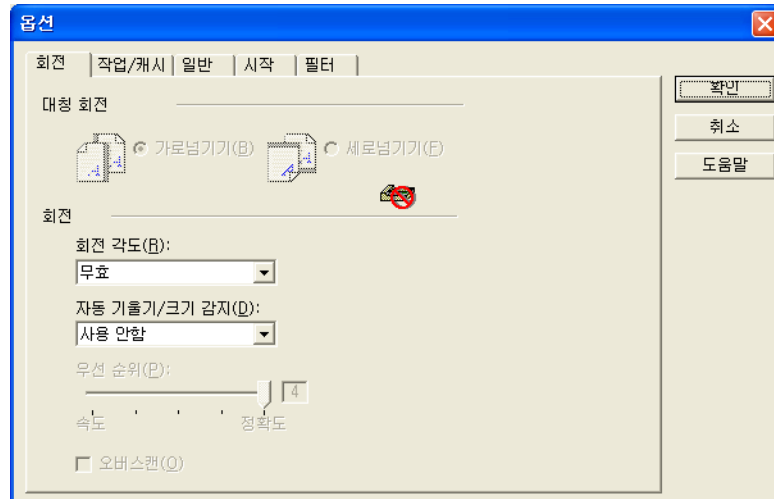 옵션
회전 작업/캐시 일반 시작 필터
대칭 회전
가로넘기기(B) 세로넘기기(F)
회전
회전 각도(R):
무효
자동 기울기/크기 감지(D):
사용 안함
우선 순위(P):
4
속도 정확도
오버스캔(O)
확인
취소
도움말